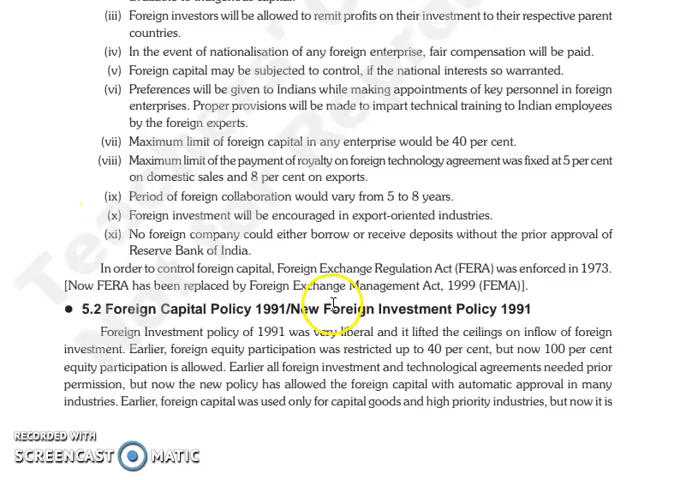 (iii) Foreign investors will be allowed to remit profits on their investment to their respective parent
countries.
(iv) In the event of nationalisation of any foreign enterprise, fair compensation will be paid.
(v) Foreign capital may be subjected to control, if the national interests so warranted.
(vi) Preferences will be given to Indians while making appointments of key personnel in foreign
enterprises. Proper provisions will be made to impart technical training to Indian employees
by the foreign experts.
(vii) Maximum limit of foreign capital in any enterprise would be 40 per cent.
(viii) Maximum limit of the payment of royalty on foreign technology agreement was fixed at 5 per cent
on domestic sales and 8 per cent on exports.
(ix) Period of foreign collaboration would vary from 5 to 8 years.
(x) Foreign investment will be encouraged in export-oriented industries.
(xi) No foreign company could either borrow or receive deposits without the prior approval of
Reserve Bank of India.
In order to control foreign capital, Foreign Exchange Regulation Act (FERA) was enforced in 1973.
[Now FERA has been replaced by Foreign Exchange Management Act, 1999 (FEMA)].
● 5.2 Foreign Capital Policy 1991/New Foreign Investment Policy 1991
Foreign Investment policy of 1991 was very liberal and it lifted the ceilings on inflow of foreign
investment. Earlier, foreign equity participation was restricted up to 40 per cent, but now 100 per cent
equity participation is allowed. Earlier all foreign investment and technological agreements needed prior
permission, but now the new policy has allowed the foreign capital with automatic approval in many
industries. Earlier, foreign capital was used only for capital goods and high priority industries, but now it is
RECORDED WITH
SCREENCAST MATIC